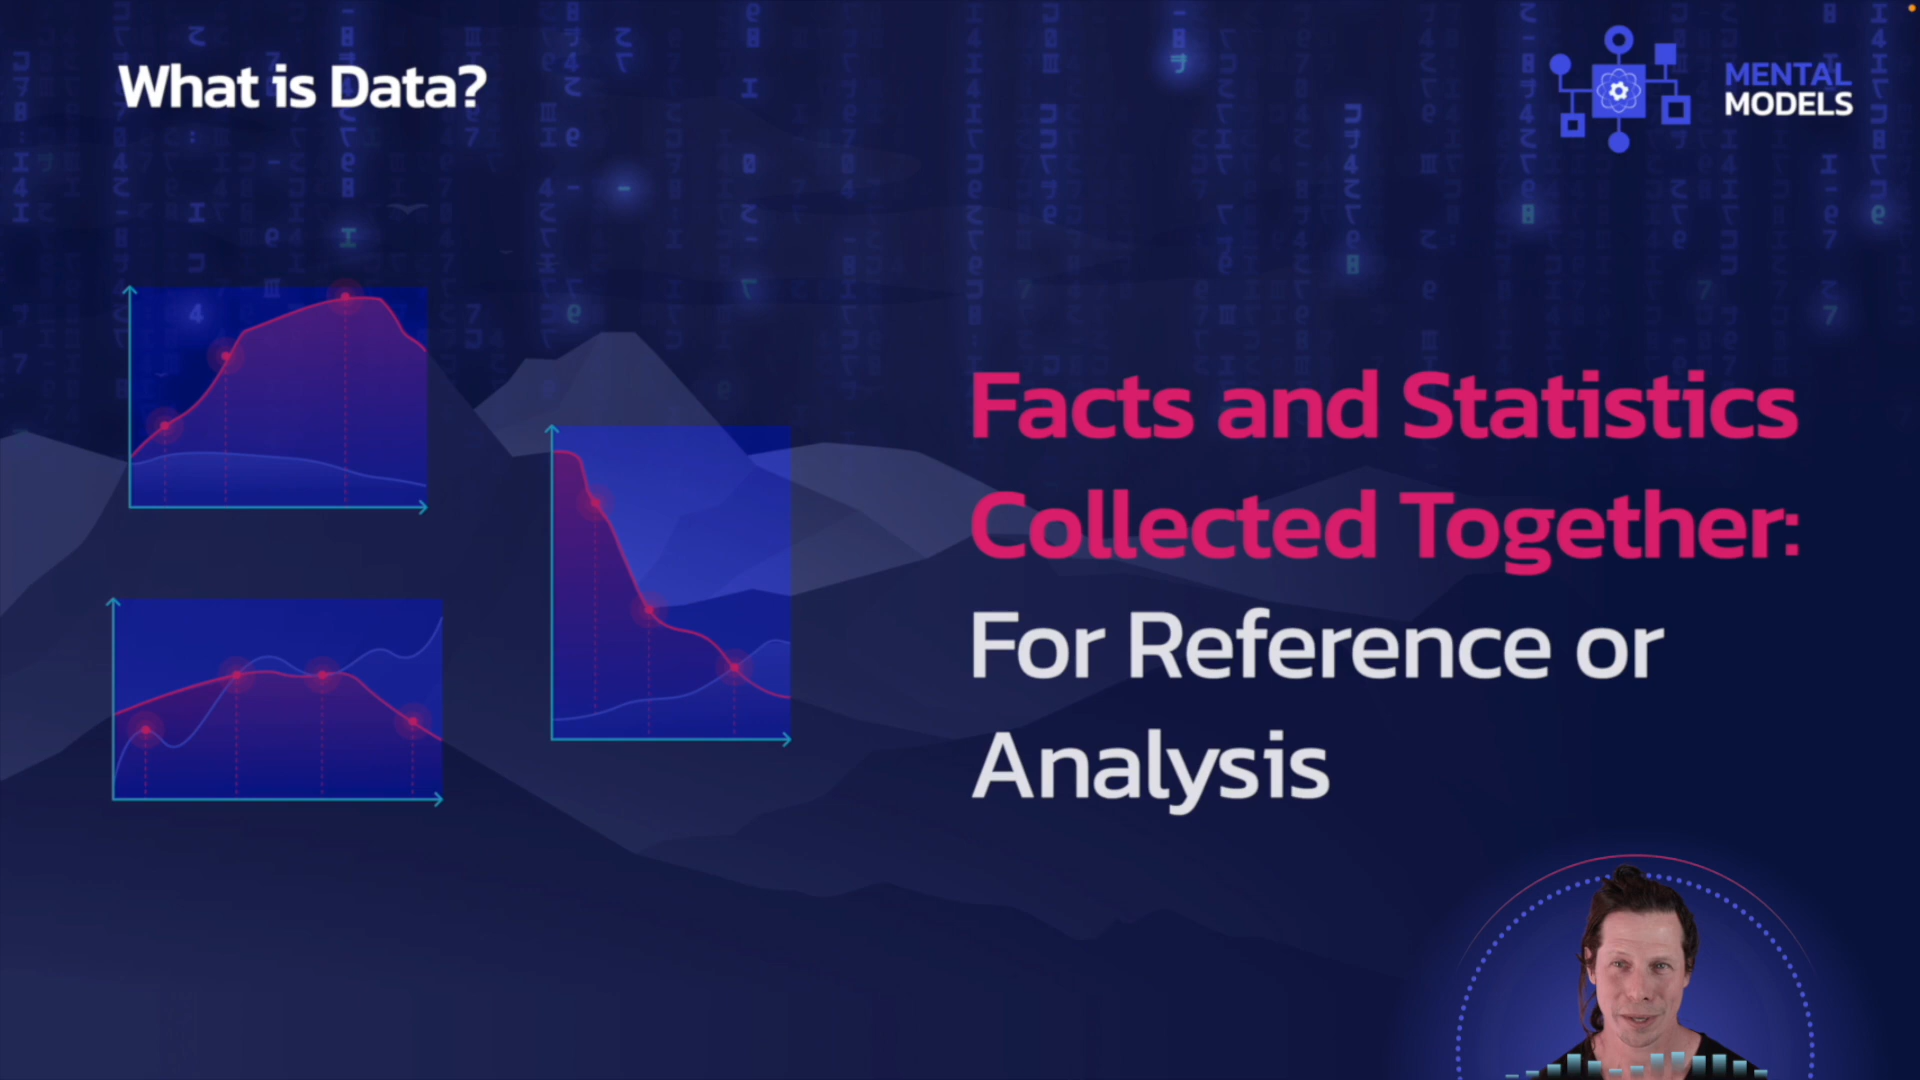 What is Data?
MENTAL
MODELS
Facts and Statistics
Collected Together:
For Reference or
Analysis